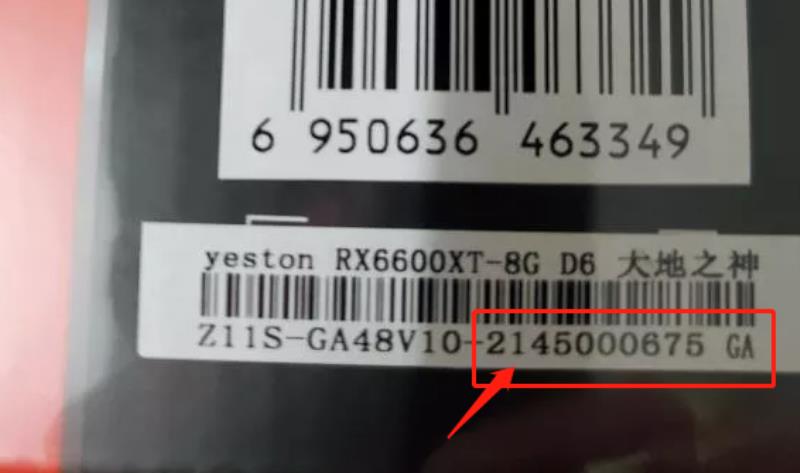 6 950636 463349
yeston RX6600XT-8G D6 大地之神
Z11S-GA48V10-2145000675 GA